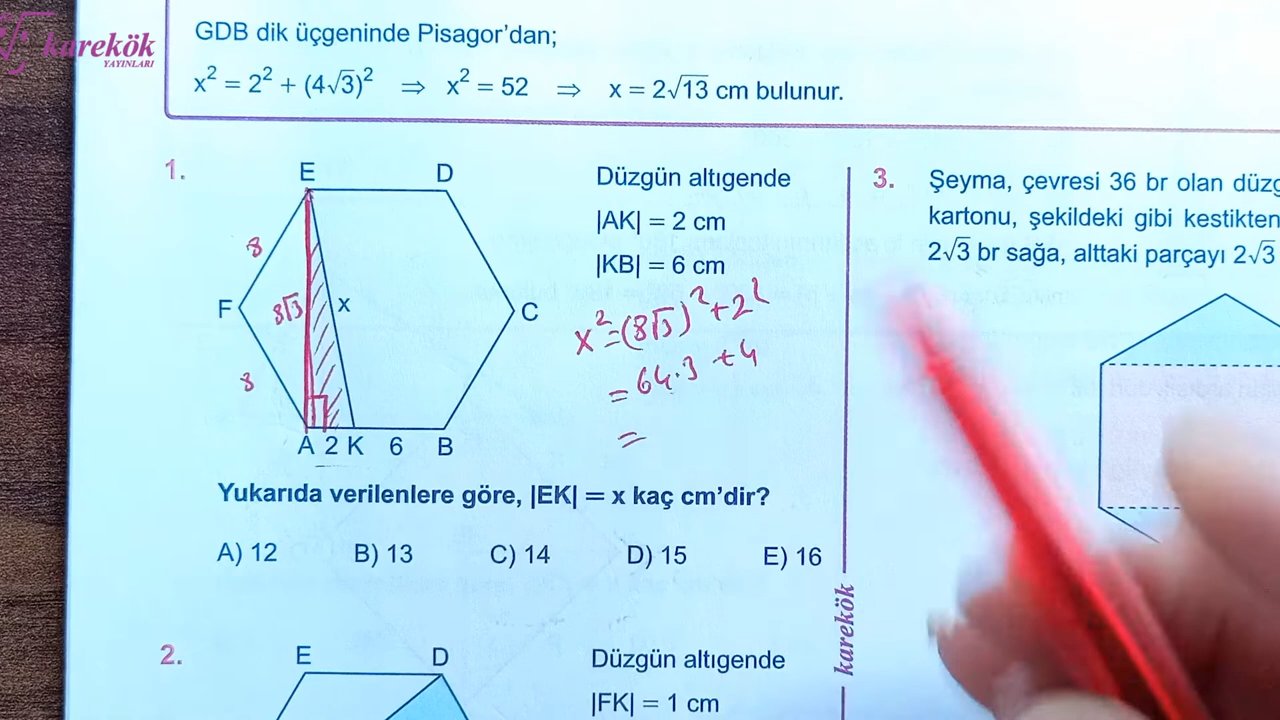 karekök
YAYINLARI
GDB dik üçgeninde Pisagor'dan;
x² = 2² + (4√3)² ⇒ x² = 52 ⇒ x = 2√13 cm bulunur.
1.
E D
F C
A 2 K 6 B
x
8
8√3
8
Düzgün altıgende
|AK| = 2 cm
|KB| = 6 cm
x² = (8√3)² + 2²
= 64.3 + 4
=
Yukarıda verilenlere göre, |EK| = x kaç cm'dir?
A) 12 B) 13 C) 14 D) 15 E) 16
2.
E D
Düzgün altıgende
|FK| = 1 cm
karekök
3.
Şeyma, çevresi 36 br olan düzg
kartonu, şekildeki gibi kestikten
2√3 br sağa, alttaki parçayı 2√3